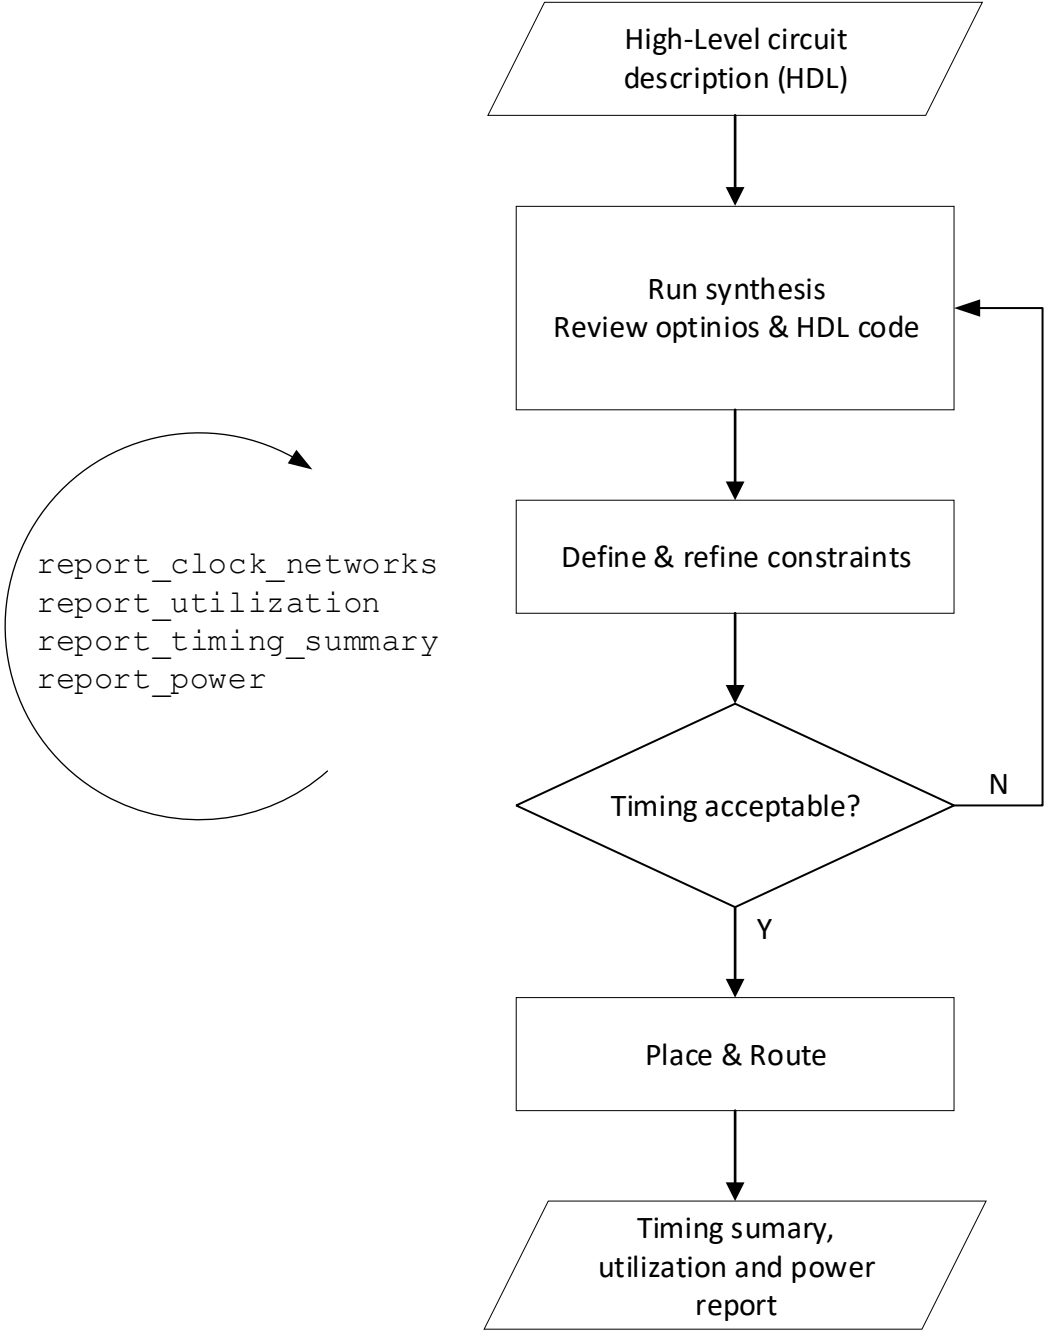 High-Level circuit
description (HDL)
Run synthesis
Review optinios & HDL code
report_clock_networks
report_utilization
report_timing_summary
report_power
Define & refine constraints
Timing acceptable?
N
Y
Place & Route
Timing sumary,
utilization and power
report